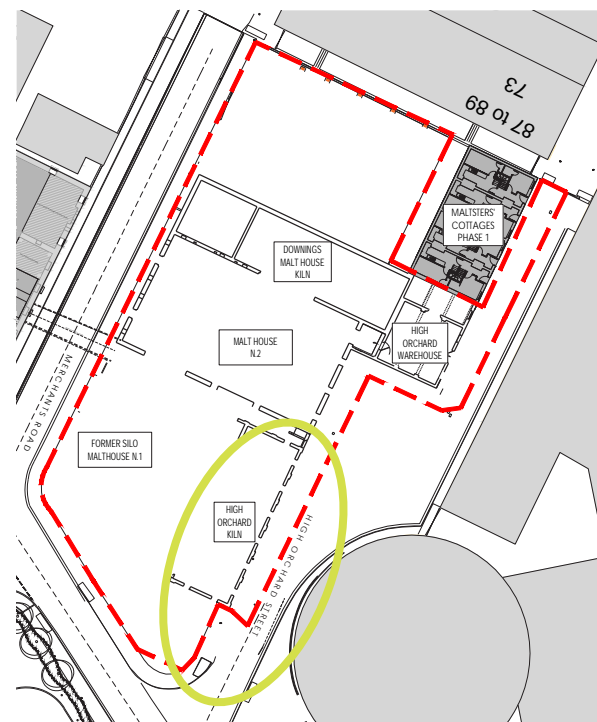 73
87 to 89
MALTSTERS'
COTTAGES
PHASE 1
DOWNINGS
MALT HOUSE
KILN
HIGH
ORCHARD
WAREHOUSE
MALT HOUSE
N.2
MERCHANTS ROAD
FORMER SILO
MALTHOUSE N.1
HIGH
ORCHARD
KILN
HIGH ORCHARD STREET